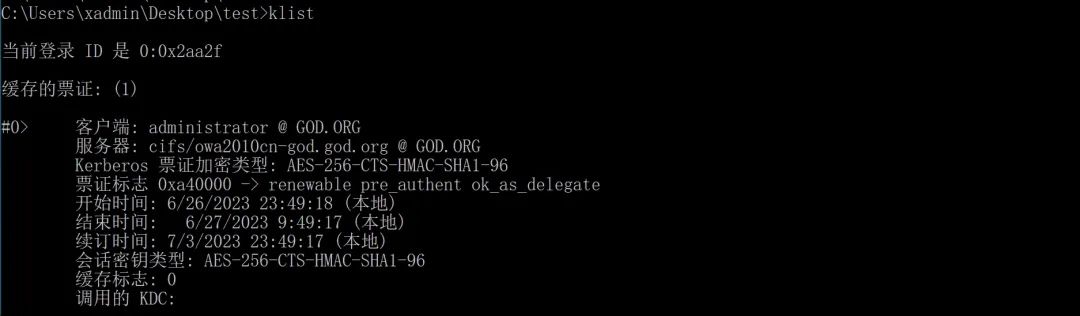 C:\Users\xadmin\Desktop\test>klist
当前登录 ID 是 0:0x2aa2f
缓存的票证: (1)
#0> 客户端: administrator @ GOD.ORG
服务器: cifs/owa2010cn-god.god.org @ GOD.ORG
Kerberos 票证加密类型: AES-256-CTS-HMAC-SHA1-96
票证标志 0xa40000 -> renewable pre_authent ok_as_delegate
开始时间: 6/26/2023 23:49:18 (本地)
结束时间: 6/27/2023 9:49:17 (本地)
续订时间: 7/3/2023 23:49:17 (本地)
会话密钥类型: AES-256-CTS-HMAC-SHA1-96
缓存标志: 0
调用的 KDC: